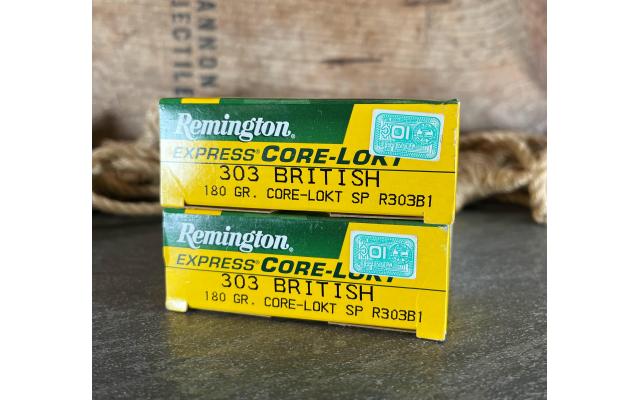 ANNON
ECTILE
Remington®
EXPRESS® CORE-LOKT
303 BRITISH
180 GR. CORE-LOKT SP R303B1
Remington®
EXPRESS® CORE-LOKT
303 BRITISH
180 GR. CORE-LOKT SP R303B1